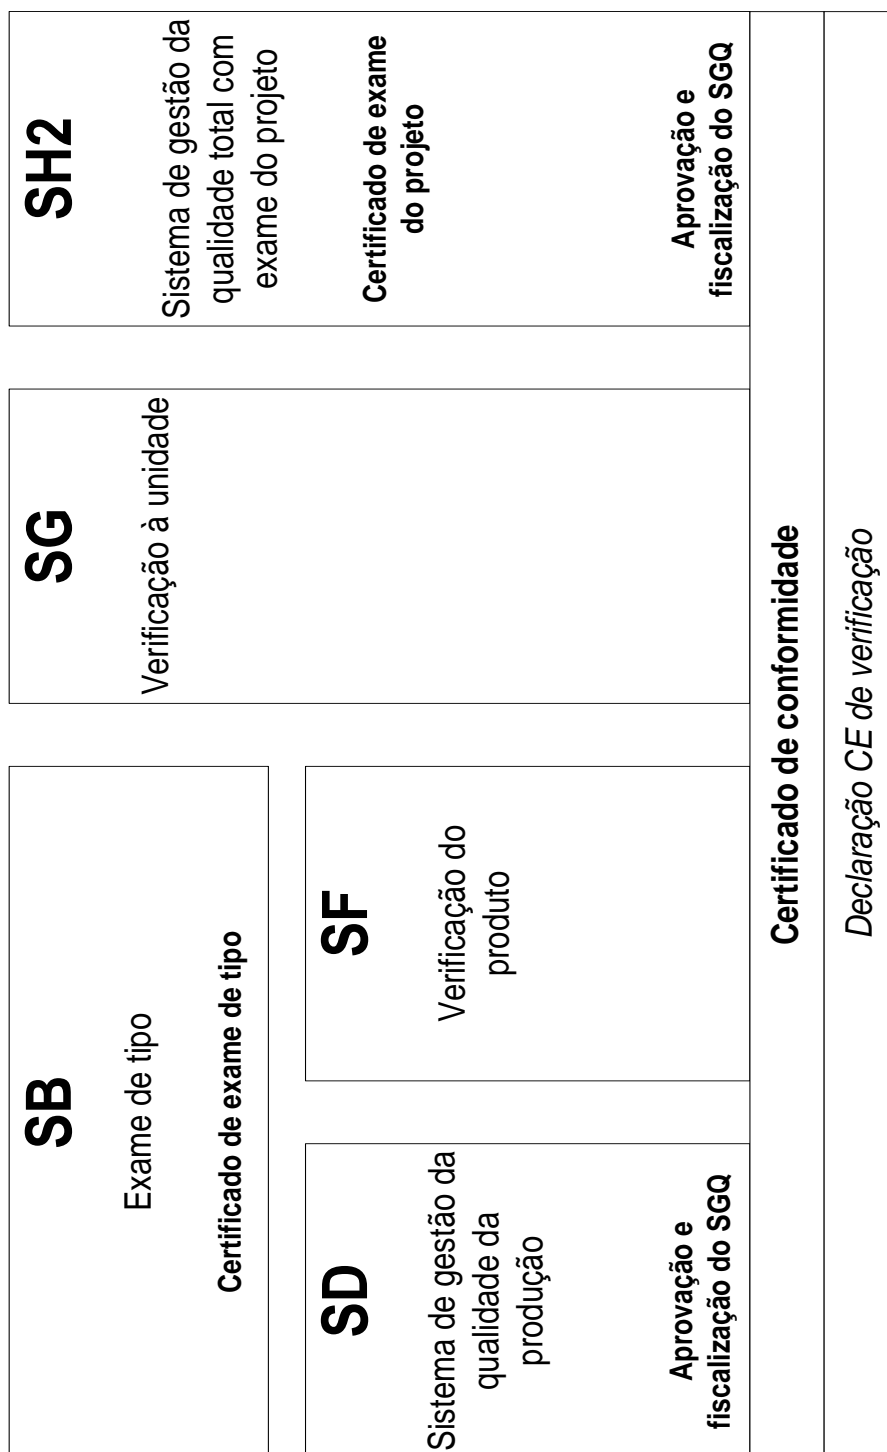 SB
Exame de tipo
Certificado de exame de tipo
SD
Sistema de gestão da
qualidade da
produção
Aprovação e
fiscalização do SGQ
SF
Verificação do
produto
SG
Verificação à unidade
SH2
Sistema de gestão da
qualidade total com
exame do projeto
Certificado de exame
do projeto
Aprovação e
fiscalização do SGQ
Certificado de conformidade
Declaração CE de verificação